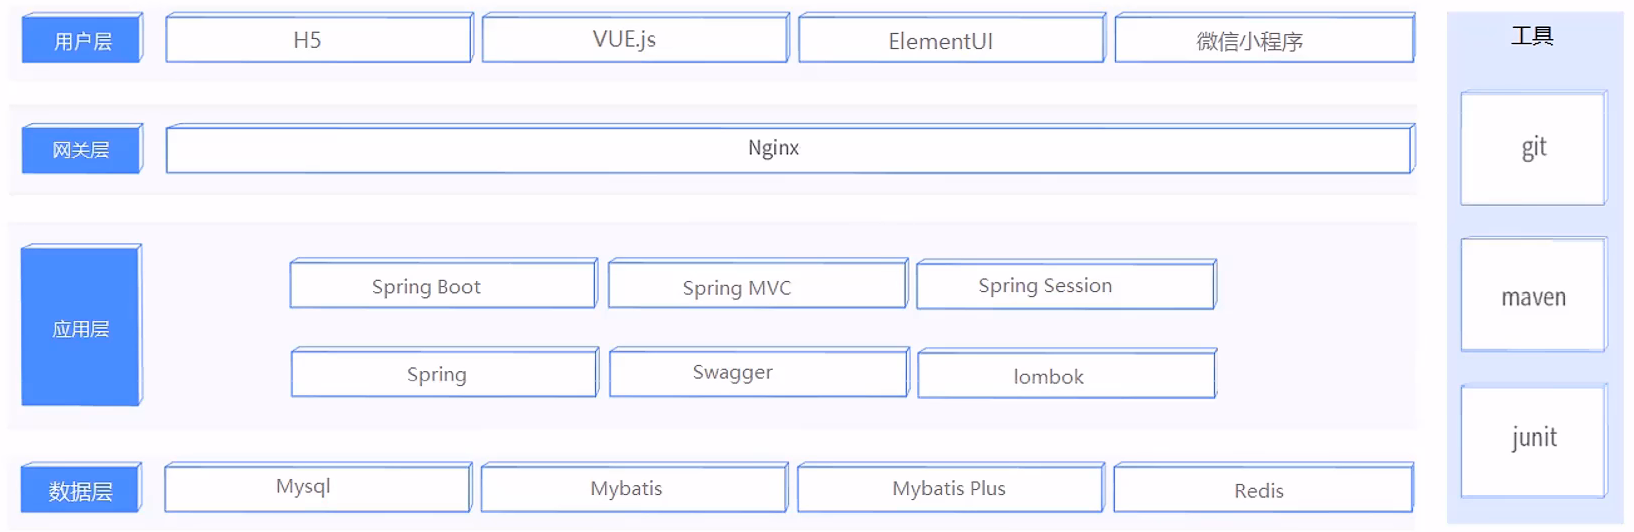 用户层
H5
VUE.js
ElementUI
微信小程序
网关层
Nginx
应用层
Spring Boot
Spring MVC
Spring Session
Spring
Swagger
lombok
数据层
Mysql
Mybatis
Mybatis Plus
Redis
工具
git
maven
junit